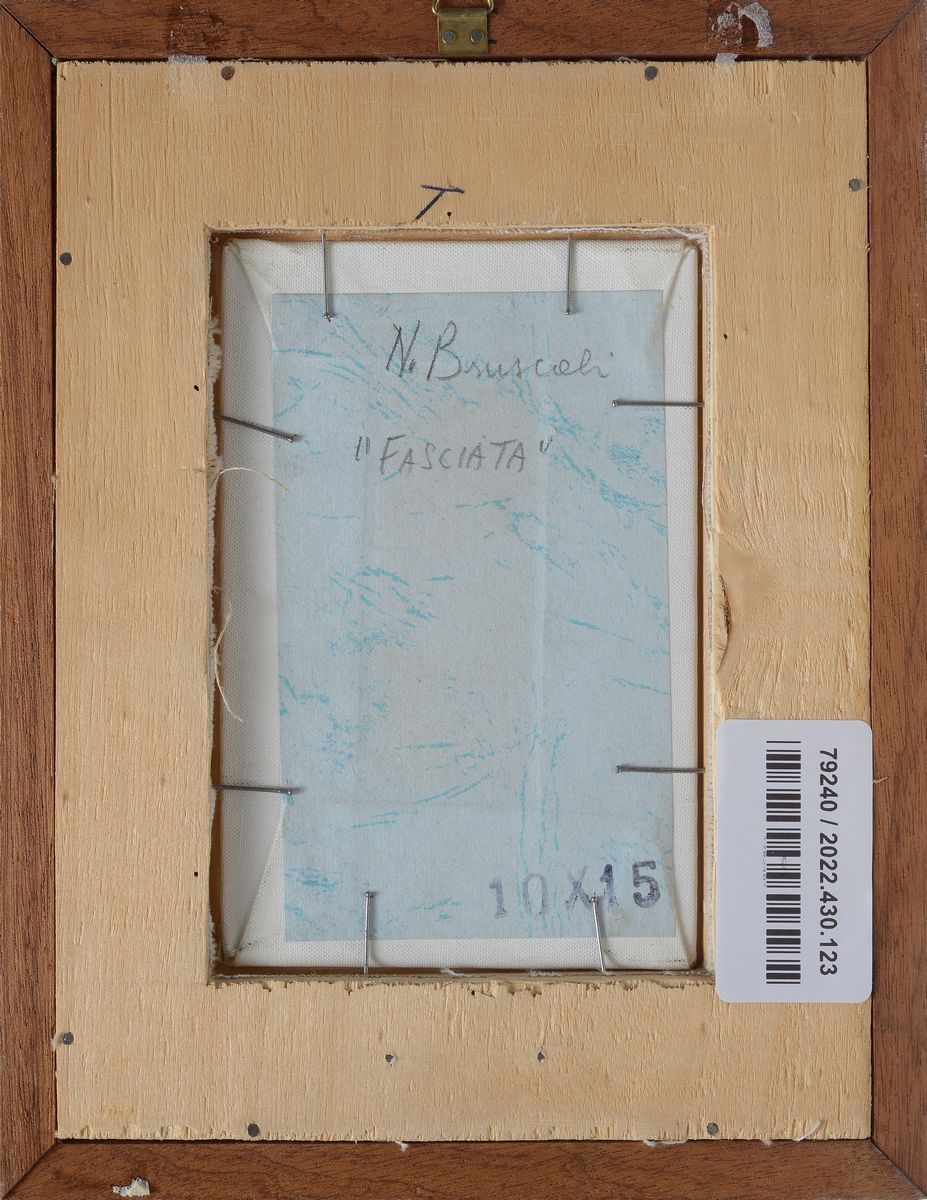 T.
N. Bruscoli
"FASCIATA"
10X15
79240 / 2022.430.123